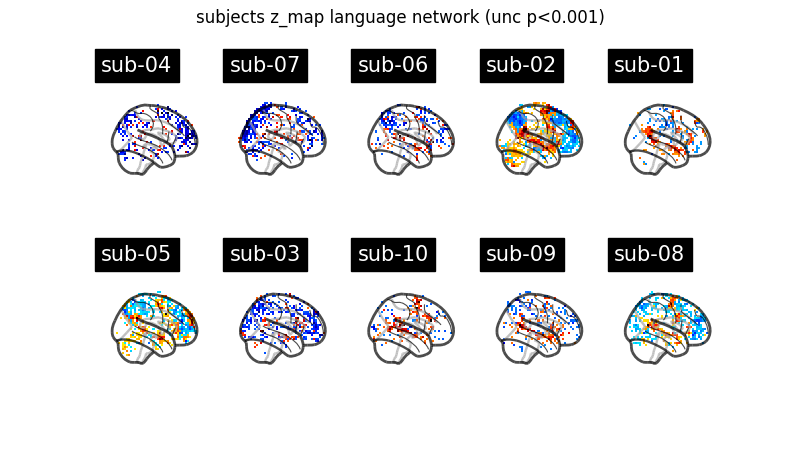 subjects z_map language network (unc p<0.001)
sub-04 sub-07 sub-06 sub-02 sub-01
sub-05 sub-03 sub-10 sub-09 sub-08